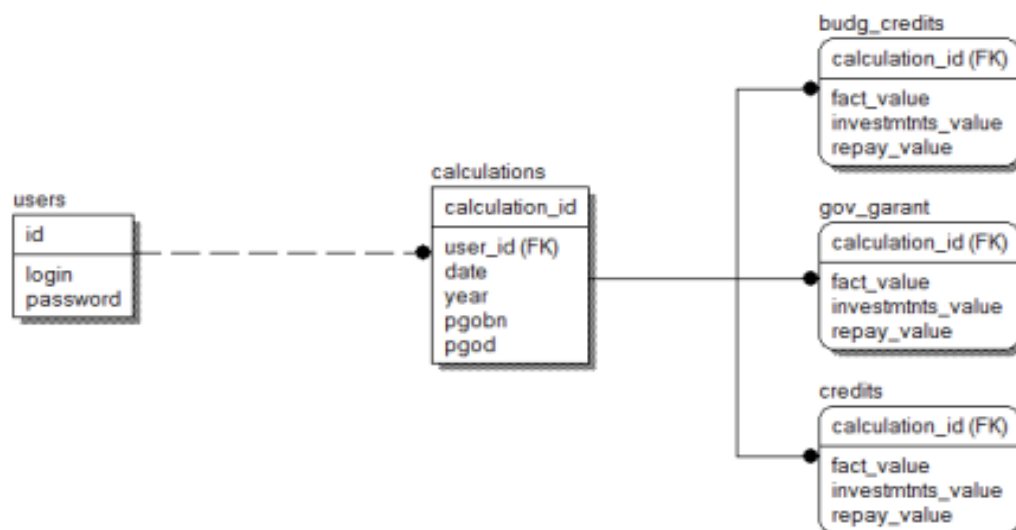 users
id
login
password
calculations
calculation_id
user_id (FK)
date
year
pgobn
pgod
budg_credits
calculation_id (FK)
fact_value
investmtnts_value
repay_value
gov_garant
calculation_id (FK)
fact_value
investmtnts_value
repay_value
credits
calculation_id (FK)
fact_value
investmtnts_value
repay_value